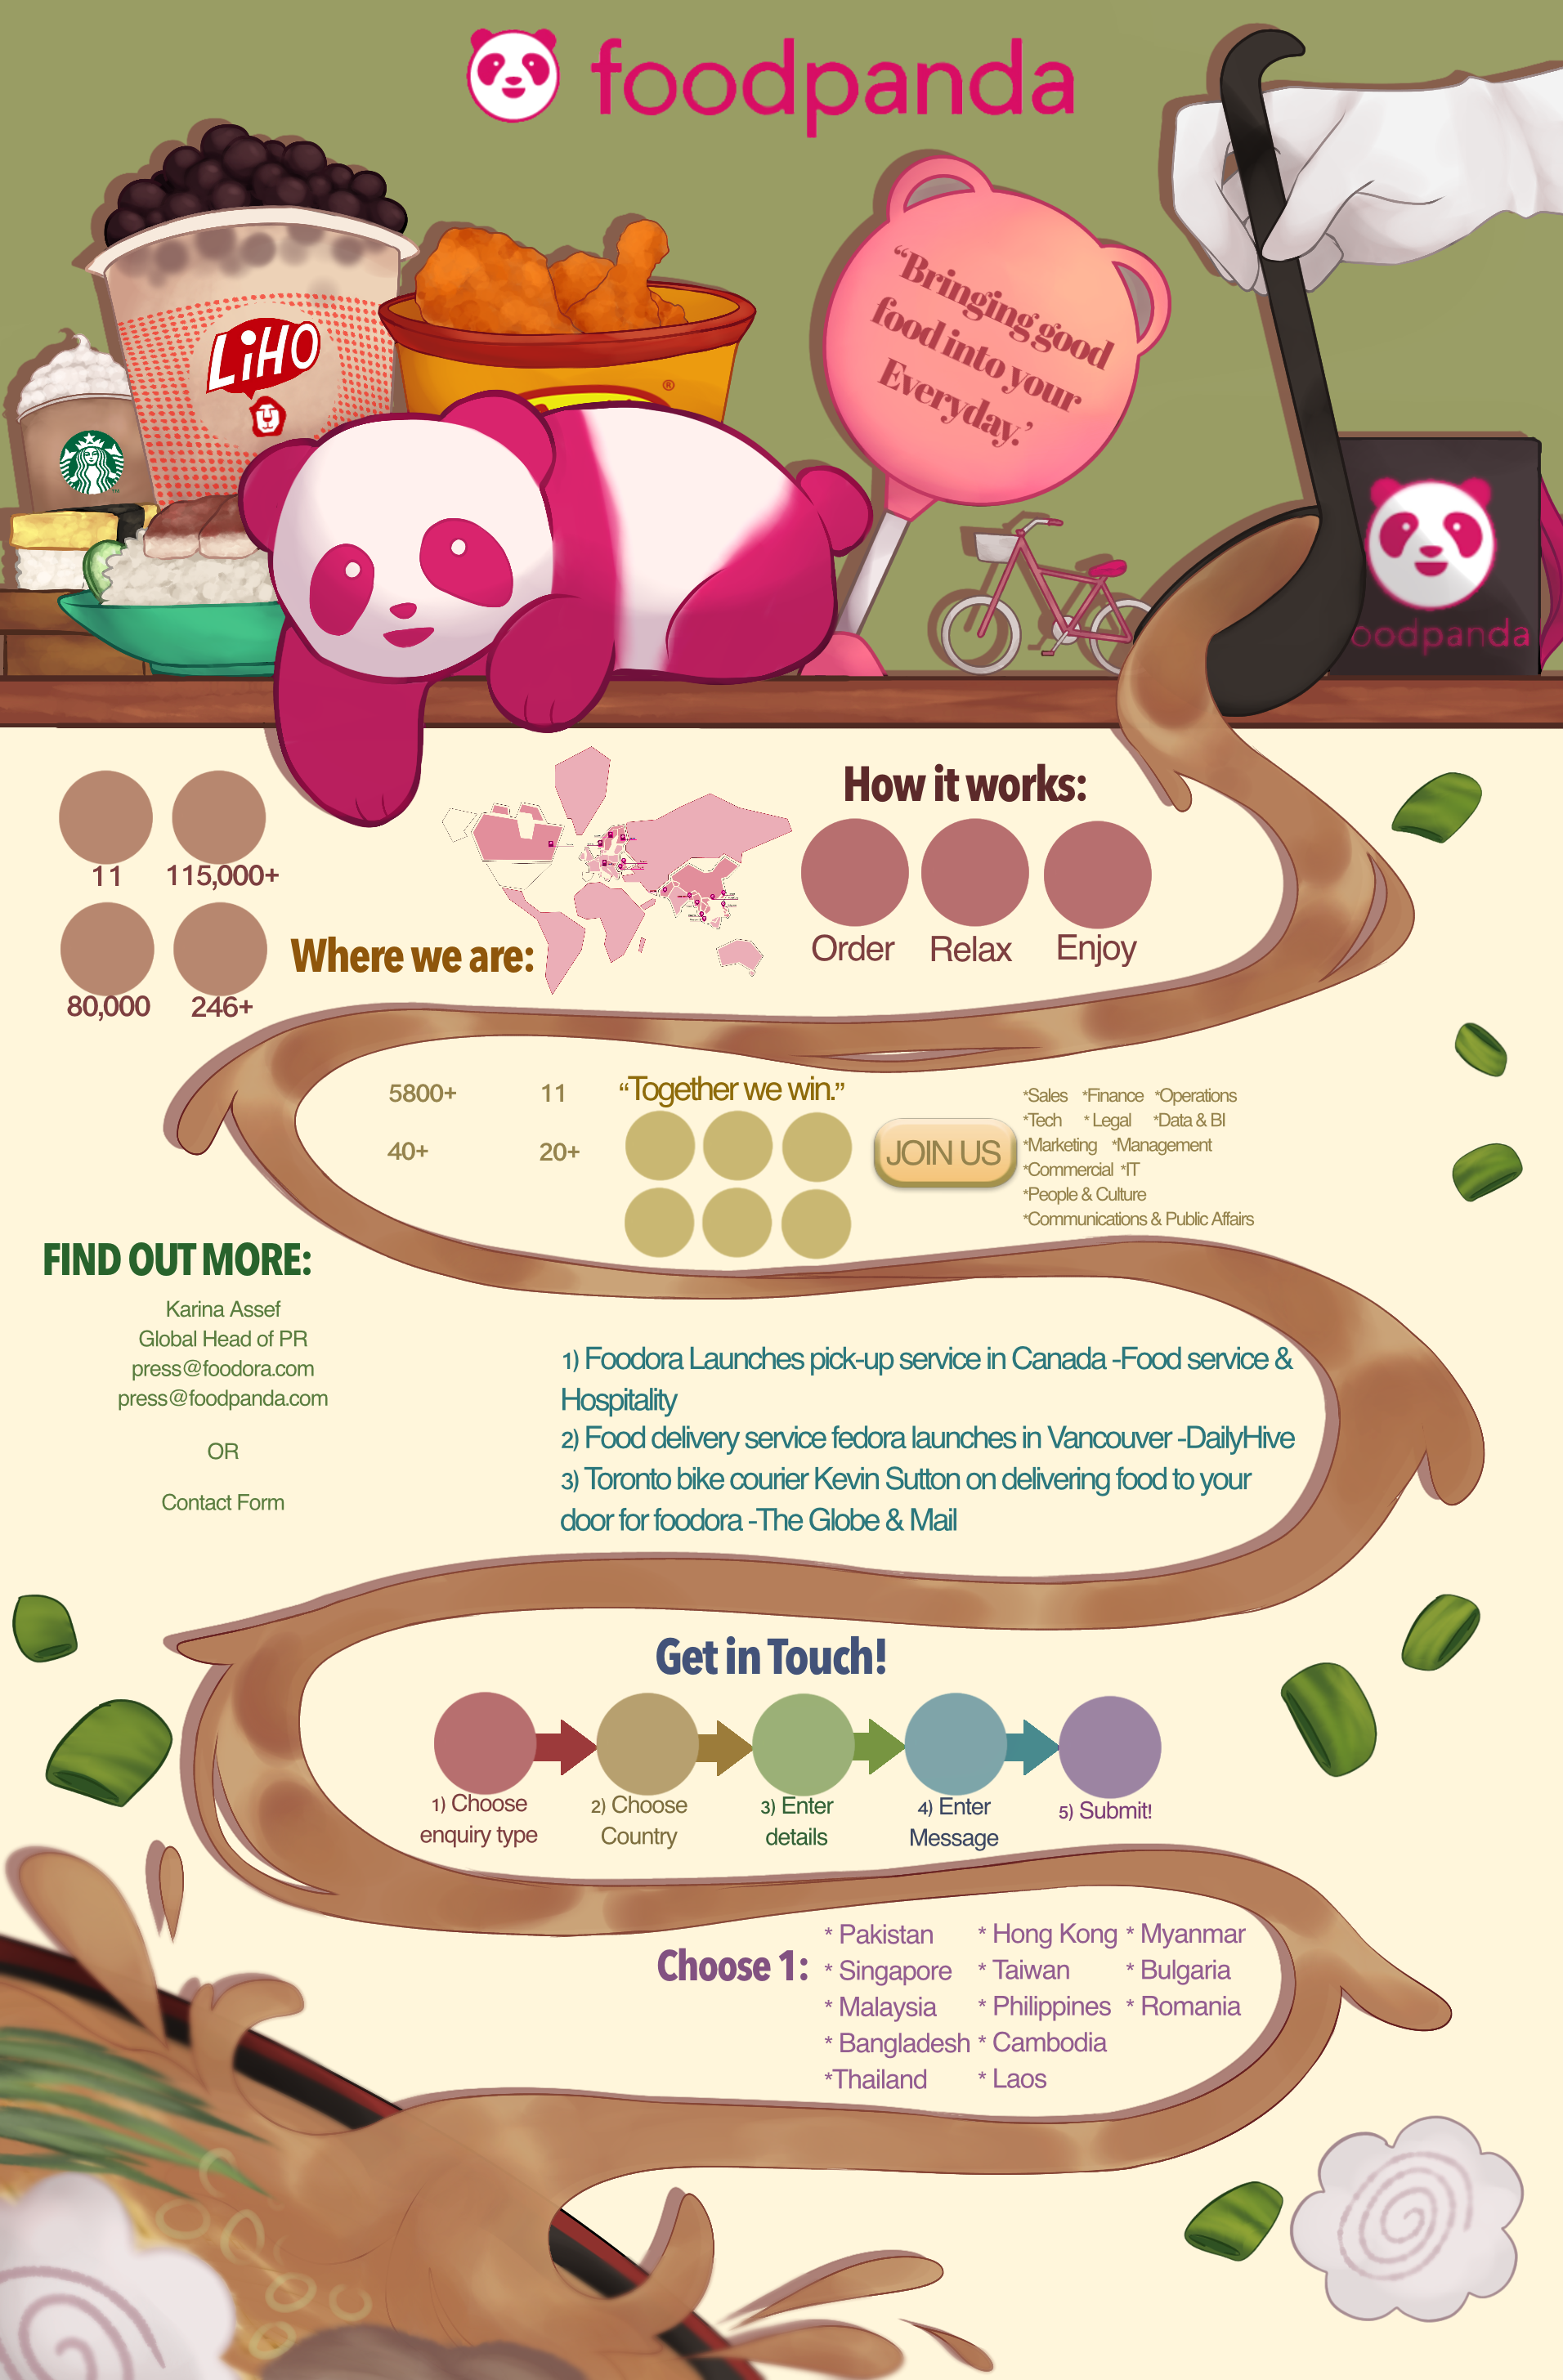 foodpanda
“Bringing good
food into your
Everyday.’
LiHO
®
TM
oodpanda
How it works:
11
115,000+
80,000
246+
Where we are:
Order
Relax
Enjoy
5800+
11
40+
20+
“Together we win.”
JOIN US
*Sales *Finance *Operations
*Tech * Legal *Data & BI
*Marketing *Management
*Commercial *IT
*People & Culture
*Communications & Public Affairs
FIND OUT MORE:
Karina Assef
Global Head of PR
press@foodora.com
press@foodpanda.com
OR
Contact Form
1) Foodora Launches pick-up service in Canada -Food service &
Hospitality
2) Food delivery service fedora launches in Vancouver -DailyHive
3) Toronto bike courier Kevin Sutton on delivering food to your
door for foodora -The Globe & Mail
Get in Touch!
1) Choose
enquiry type
2) Choose
Country
3) Enter
details
4) Enter
Message
5) Submit!
Choose 1:
* Pakistan * Hong Kong * Myanmar
* Singapore * Taiwan * Bulgaria
* Malaysia * Philippines * Romania
* Bangladesh * Cambodia
*Thailand * Laos